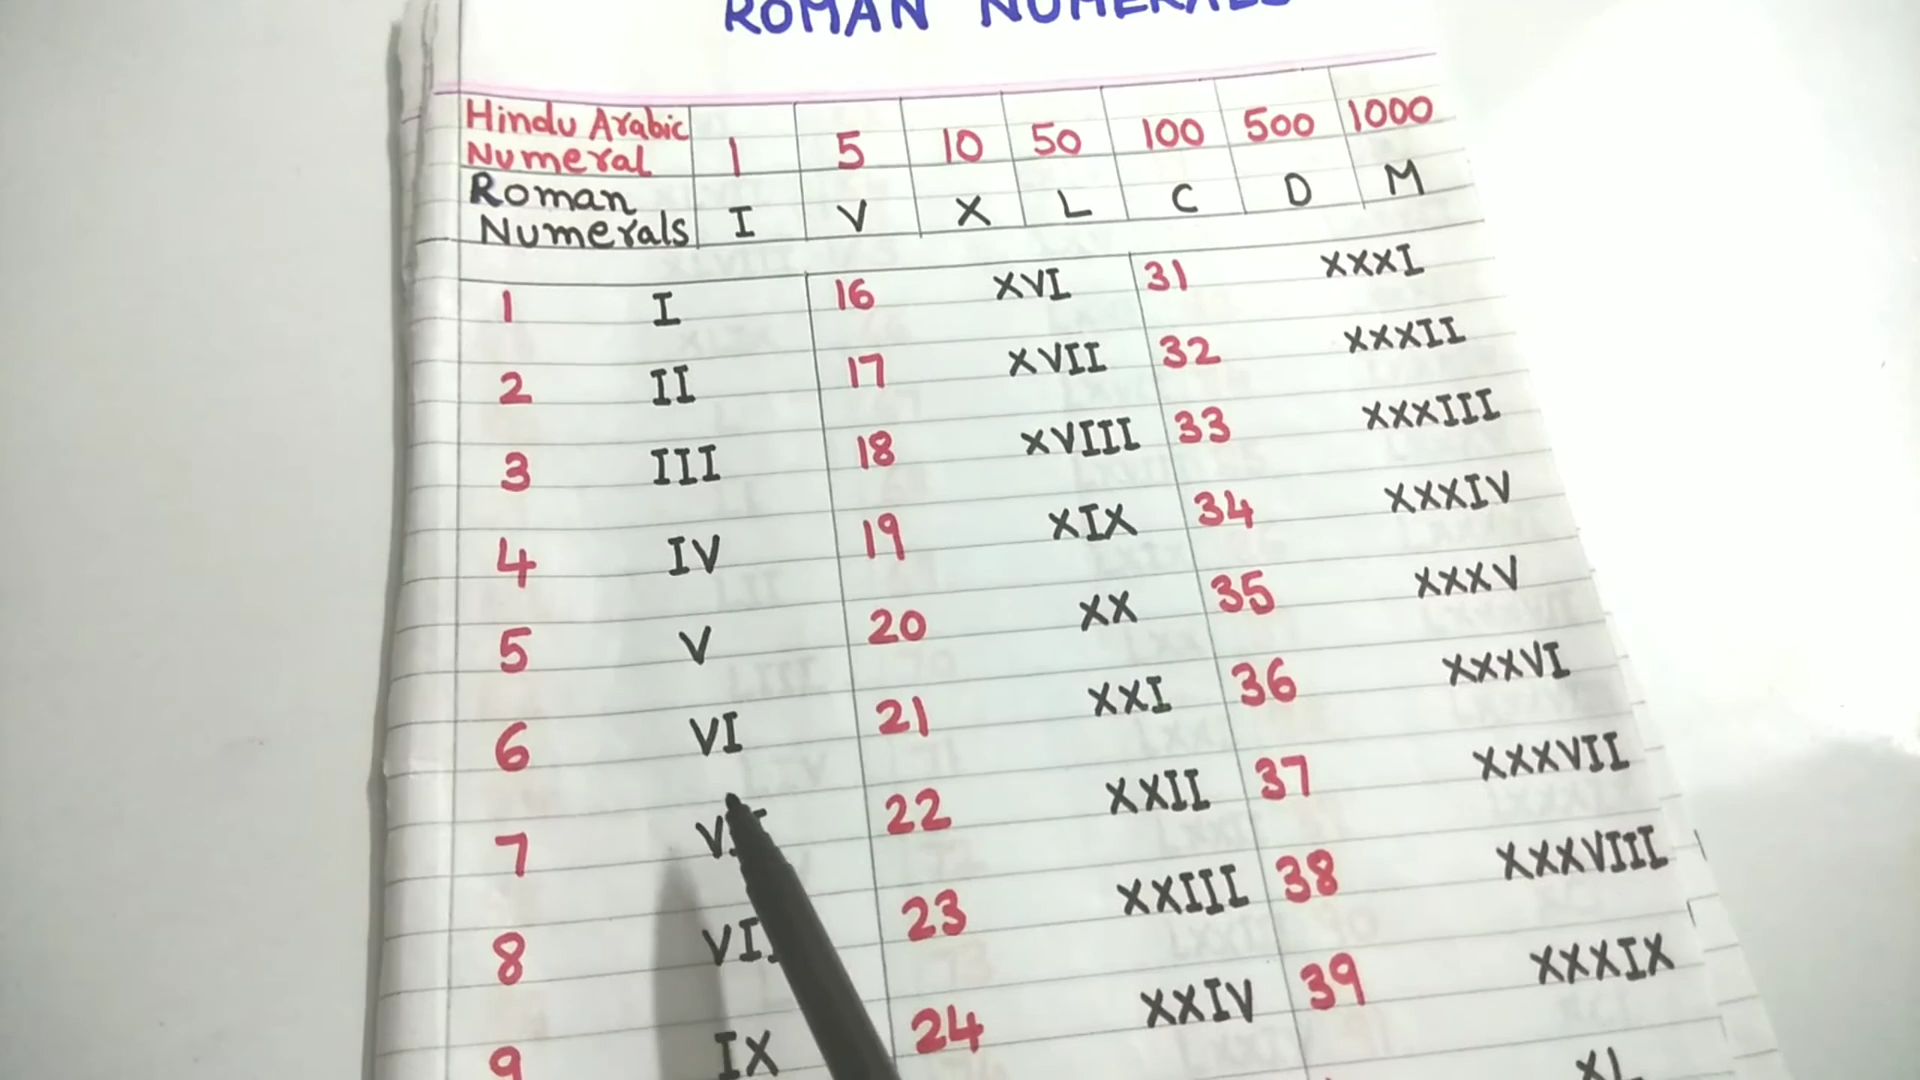 ROMAN NUMERALS
Hindu Arabic Numeral 1 5 10 50 100 500 1000
Roman Numerals I V X L C D M
1 I 16 XVI 31 XXXI
2 II 17 XVII 32 XXXII
3 III 18 XVIII 33 XXXIII
4 IV 19 XIX 34 XXXIV
5 V 20 XX 35 XXXV
6 VI 21 XXI 36 XXXVI
7 22 XXII 37 XXXVII
8 23 XXIII 38 XXXVIII
9 IX 24 XXIV 39 XXXIX
XL